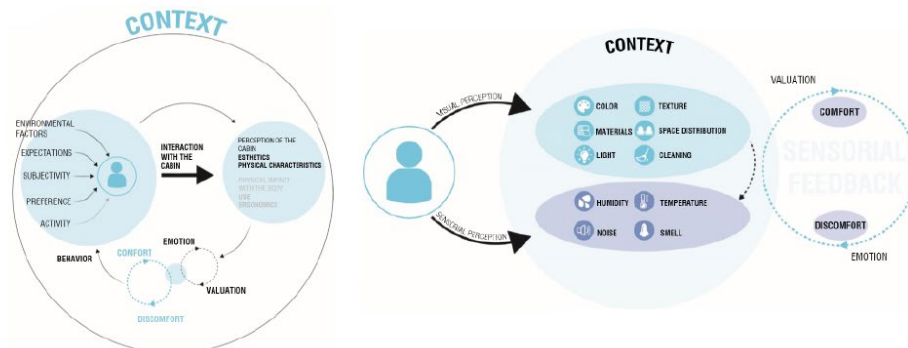 CONTEXT
ENVIRONMENTAL
FACTORS
EXPECTATIONS
SUBJECTIVITY
PREFERENCE
ACTIVITY
INTERACTION
WITH THE
CABIN
PERCEPTION OF THE
CABIN
ESTHETICS
PHYSICAL CHARACTERISTICS
PHYSICAL IMPACT
WITH THE BODY
USE
ERGONOMICS
BEHAVIOR
COMFORT
DISCOMFORT
EMOTION
VALUATION
CONTEXT
VISUAL PERCEPTION
SENSORIAL PERCEPTION
COLOR
TEXTURE
MATERIALS
SPACE DISTRIBUTION
LIGHT
CLEANING
HUMIDITY
TEMPERATURE
NOISE
SMELL
VALUATION
COMFORT
SENSORIAL
FEEDBACK
DISCOMFORT
EMOTION